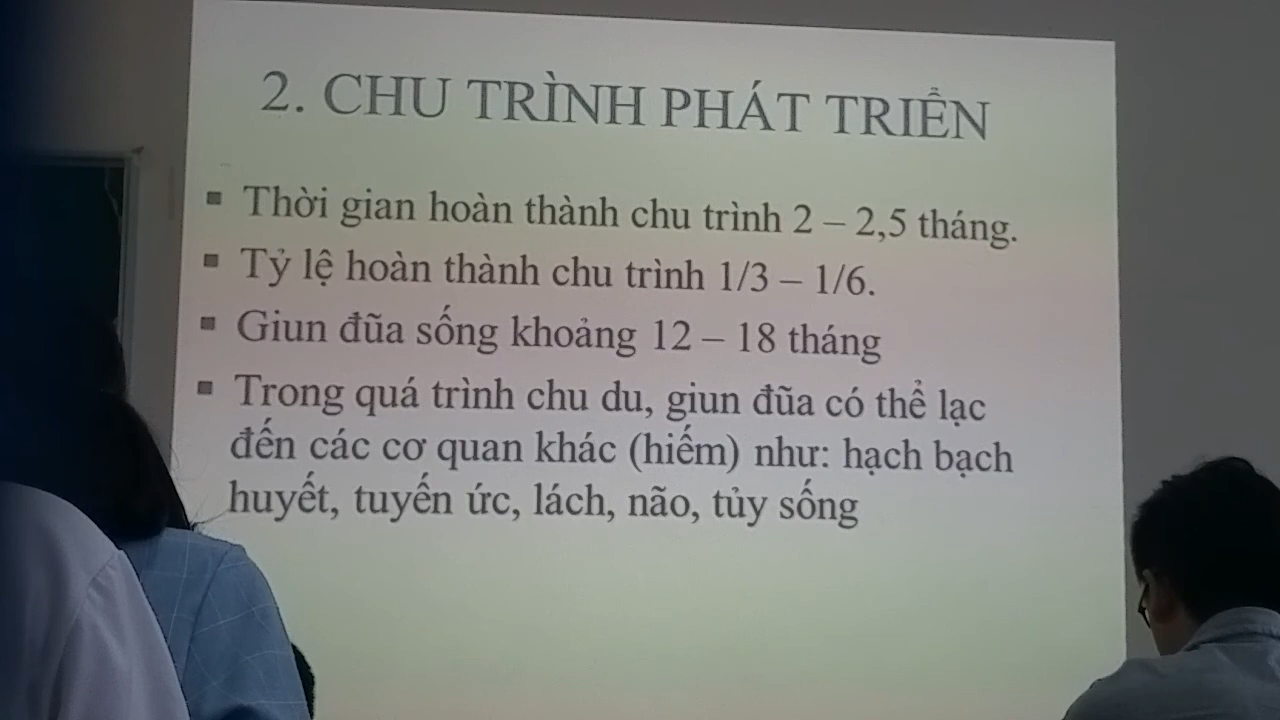 2. CHU TRÌNH PHÁT TRIỂN
▪ Thời gian hoàn thành chu trình 2 – 2,5 tháng.
▪ Tỷ lệ hoàn thành chu trình 1/3 – 1/6.
▪ Giun đũa sống khoảng 12 – 18 tháng
▪ Trong quá trình chu du, giun đũa có thể lạc
đến các cơ quan khác (hiếm) như: hạch bạch
huyết, tuyến ức, lách, não, tủy sống